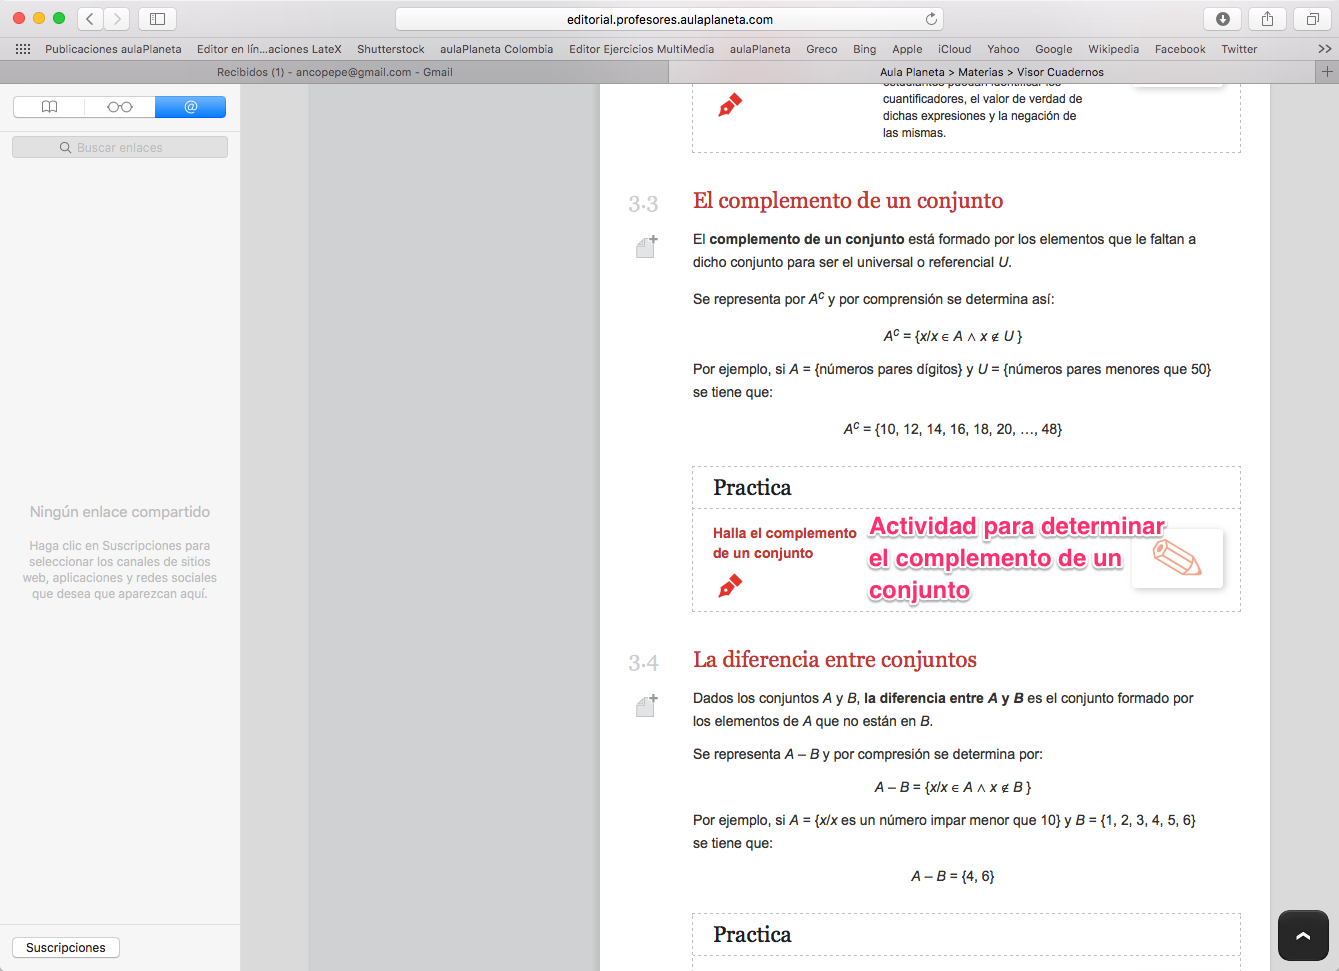 editorial.profesores.aulaplaneta.com
Publicaciones aulaPlaneta Editor en lín...aciones LateX Shutterstock aulaPlaneta Colombia Editor Ejercicios MultiMedia aulaPlaneta Greco Bing Apple iCloud Yahoo Google Wikipedia Facebook Twitter
Recibidos (1) - ancopepe@gmail.com - Gmail
Aula Planeta > Materias > Visor Cuadernos
@
Buscar enlaces
Ningún enlace compartido
Haga clic en Suscripciones para
seleccionar los canales de sitios
web, aplicaciones y redes sociales
que desea que aparezcan aquí.
Suscripciones
estudiantes puedan identificar los
cuantificadores, el valor de verdad de
dichas expresiones y la negación de
las mismas.
3.3 El complemento de un conjunto
El complemento de un conjunto está formado por los elementos que le faltan a
dicho conjunto para ser el universal o referencial U.
Se representa por Aᶜ y por comprensión se determina así:
Aᶜ = {x/x ∈ A ∧ x ∉ U }
Por ejemplo, si A = {números pares dígitos} y U = {números pares menores que 50}
se tiene que:
Aᶜ = {10, 12, 14, 16, 18, 20, …, 48}
Practica
Halla el complemento
de un conjunto
Actividad para determinar
el complemento de un
conjunto
3.4 La diferencia entre conjuntos
Dados los conjuntos A y B, la diferencia entre A y B es el conjunto formado por
los elementos de A que no están en B.
Se representa A – B y por compresión se determina por:
A – B = {x/x ∈ A ∧ x ∉ B }
Por ejemplo, si A = {x/x es un número impar menor que 10} y B = {1, 2, 3, 4, 5, 6}
se tiene que:
A – B = {4, 6}
Practica